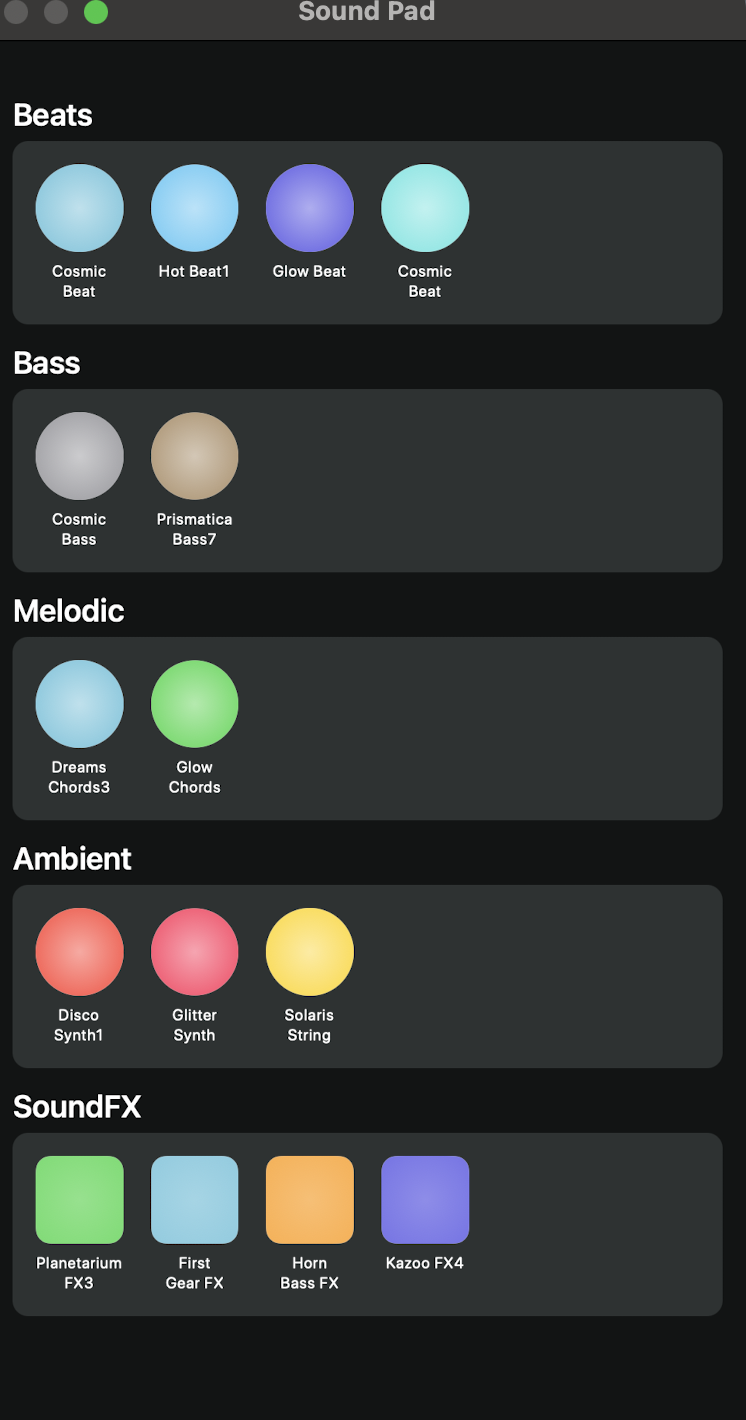 Sound Pad
Beats
Cosmic
Beat
Hot Beat1
Glow Beat
Cosmic
Beat
Bass
Cosmic
Bass
Prismatica
Bass7
Melodic
Dreams
Chords3
Glow
Chords
Ambient
Disco
Synth1
Glitter
Synth
Solaris
String
SoundFX
Planetarium
FX3
First
Gear FX
Horn
Bass FX
Kazoo FX4